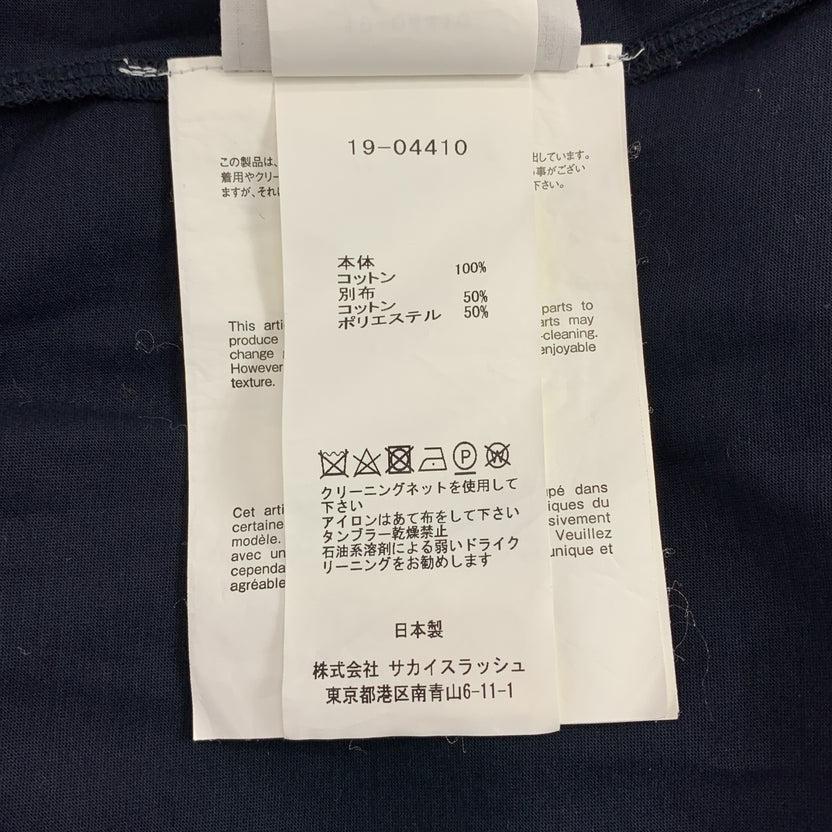 19-04410
本体
コットン 100%
別布
コットン 50%
ポリエステル 50%
クリーニングネットを使用して
下さい
アイロンはあて布をして下さい
タンブラー乾燥禁止
石油系溶剤による弱いドライク
リーニングをお勧めします
日本製
株式会社 サカイスラッシュ
東京都港区南青山6-11-1
この製品は、
着用やクリー
ますが、それ
出しています。
事がござい
下さい。
This arti
produce
change
However
texture.
parts to
arts may
-cleaning.
enjoyable
Cet arti
certaine
modèle.
avec un
cependa
agréable
upé dans
iques du
sivement
Veuillez
unique et
P
W